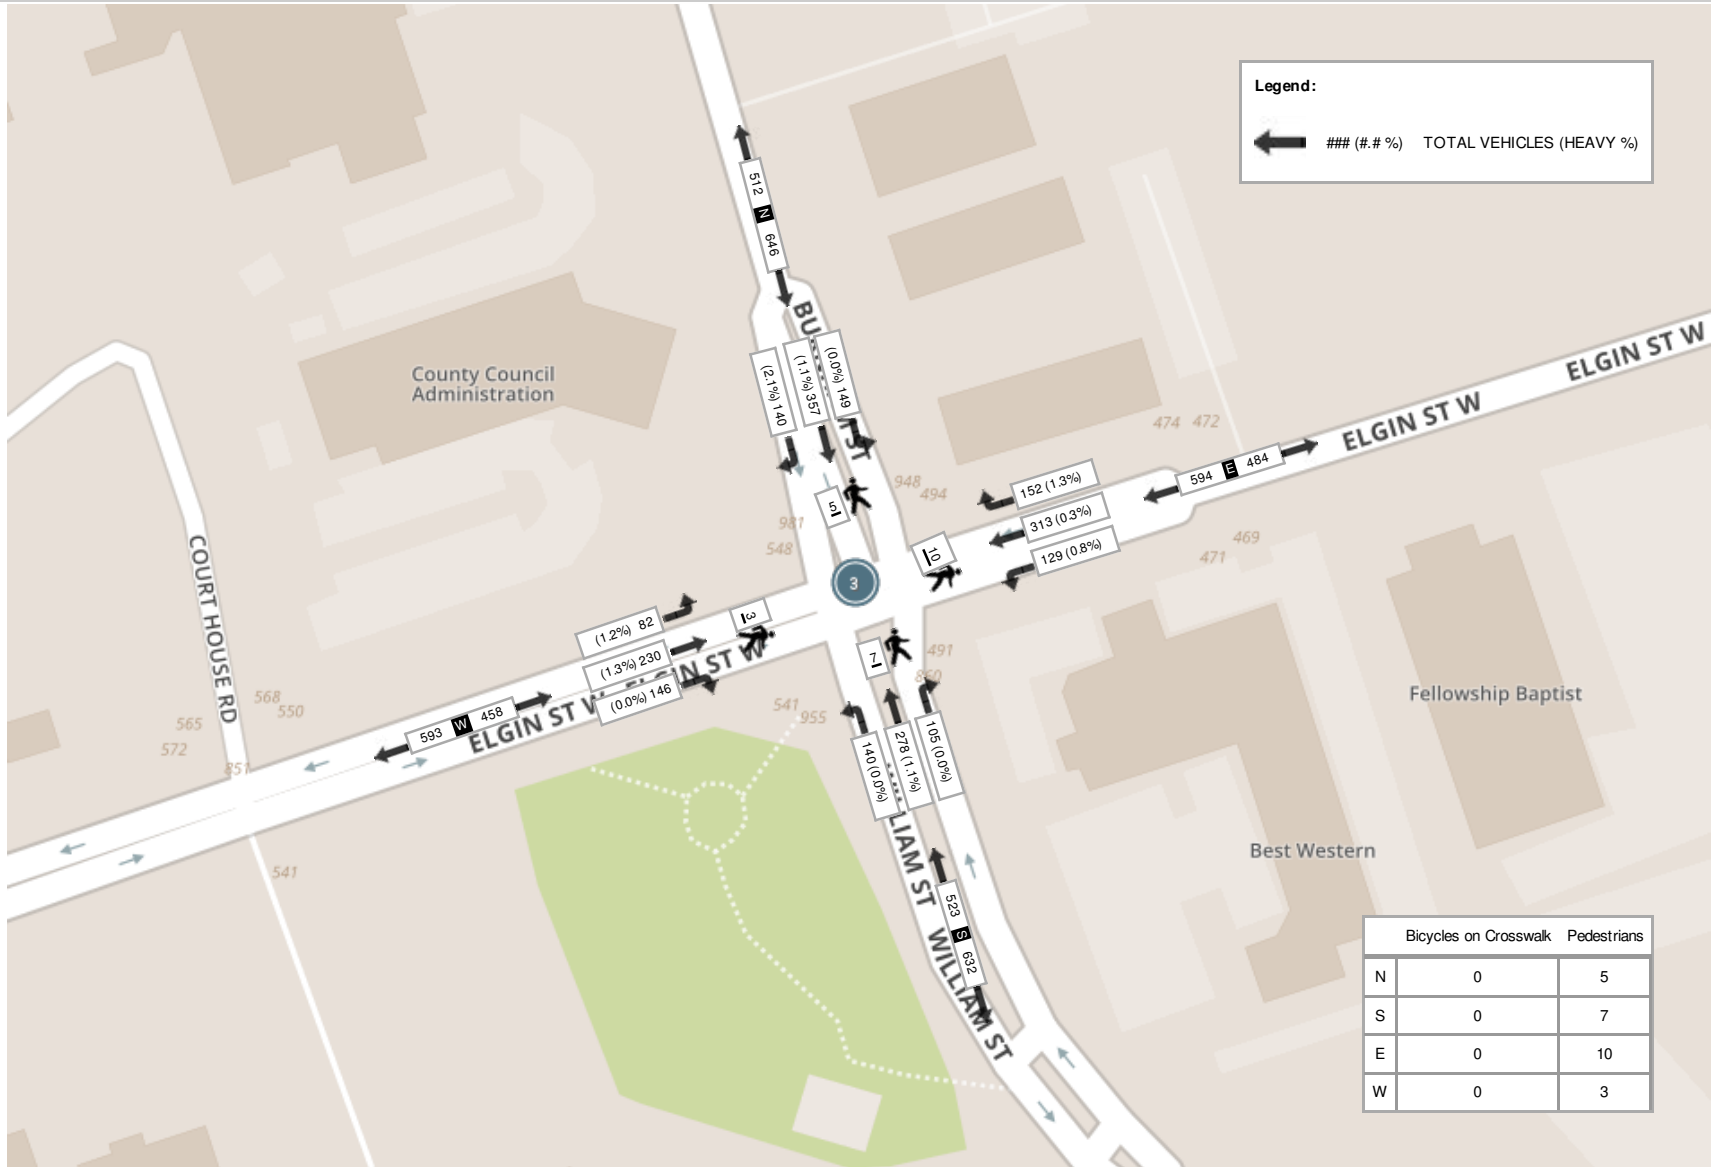 Legend:
### (#.# %) TOTAL VEHICLES (HEAVY %)
512 N 646
(2.1%) 140
(1.1%) 357
(0.0%) 149
County Council
Administration
ELGIN ST W
ELGIN ST W
474 472
594 E 484
152 (1.3%)
313 (0.3%)
129 (0.8%)
948
494
981
548
5
10
3
469
471
COURT HOUSE RD
(1.2%) 82
(1.3%) 230
(0.0%) 146
3
7
491
860
568
550
565
572
851
593 W 458
ELGIN ST W
ELGIN ST W
541
955
Fellowship Baptist
140 (0.0%)
278 (1.1%)
105 (0.0%)
541
Best Western
523 S 632
WILLIAM ST
Bicycles on Crosswalk Pedestrians
N 0 5
S 0 7
E 0 10
W 0 3